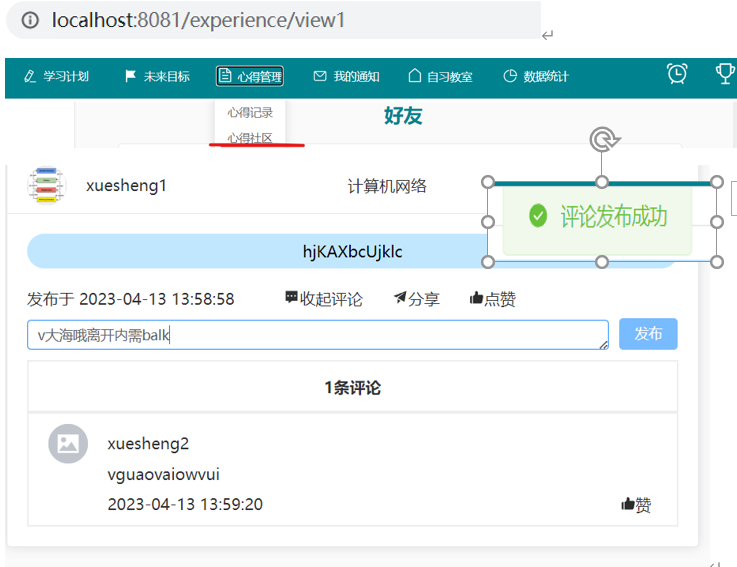 localhost:8081/experience/view1
学习计划 未来目标 心得管理 我的通知 自习教室 数据统计
心得记录
好友
心得社区
xuesheng1 计算机网络
评论发布成功
hjKAXbcUjklc
发布于 2023-04-13 13:58:58 收起评论 分享 点赞
v大海哦离开内需balk 发布
1条评论
xuesheng2
vguaovaiowvui
2023-04-13 13:59:20 赞